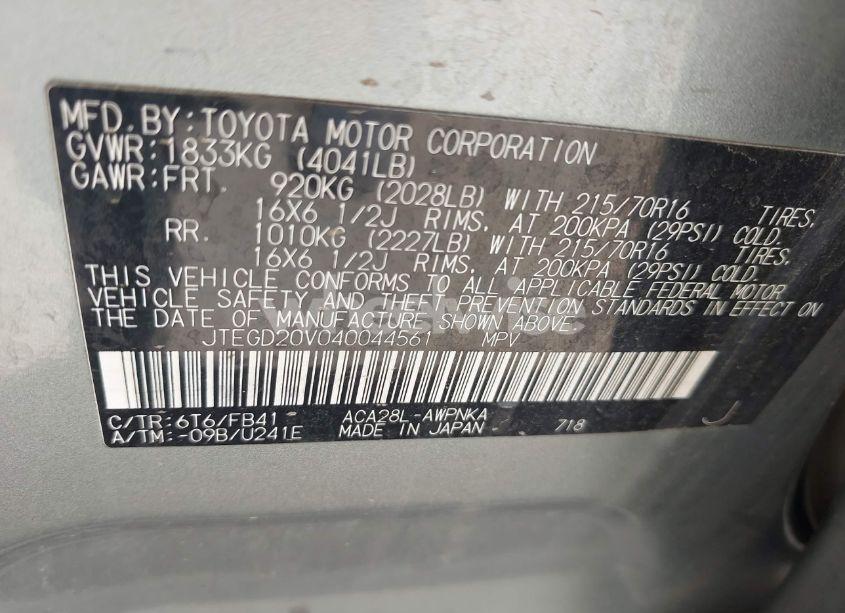 MFD. BY: TOYOTA MOTOR CORPORATION
GVWR: 1833KG (4041LB)
GAWR: FRT. 920KG (2028LB) WITH 215/70R16 TIRES,
16X6 1/2J RIMS, AT 200KPA (29PSI) COLD.
RR. 1010KG (2227LB) WITH 215/70R16 TIRES,
16X6 1/2J RIMS, AT 200KPA (29PSI) COLD.
THIS VEHICLE CONFORMS TO ALL APPLICABLE FEDERAL MOTOR
VEHICLE SAFETY AND THEFT PREVENTION STANDARDS IN EFFECT ON
THE DATE OF MANUFACTURE SHOWN ABOVE.
JTEGD20V040044561 MPV
C/TR: 6T6/FB41 ACA28L-AWPNKA
A/TM: -09B/U241E MADE IN JAPAN 718 J